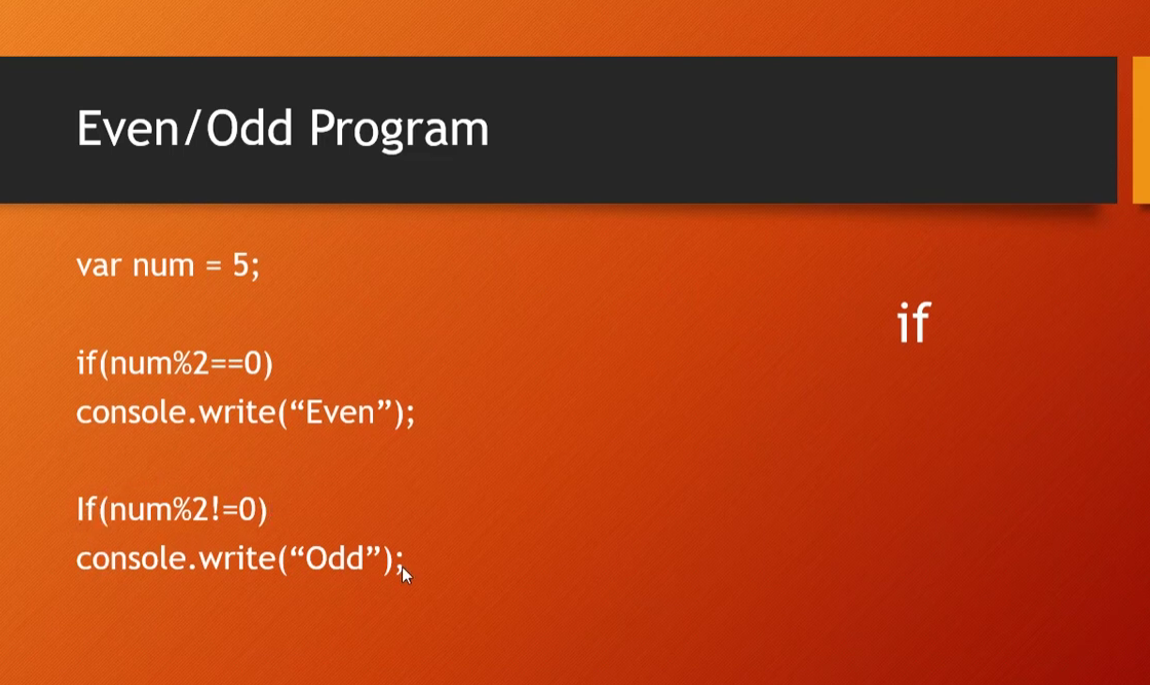 Even/Odd Program
var num = 5;
if
if(num%2==0)
console.write(“Even”);
If(num%2!=0)
console.write(“Odd”);